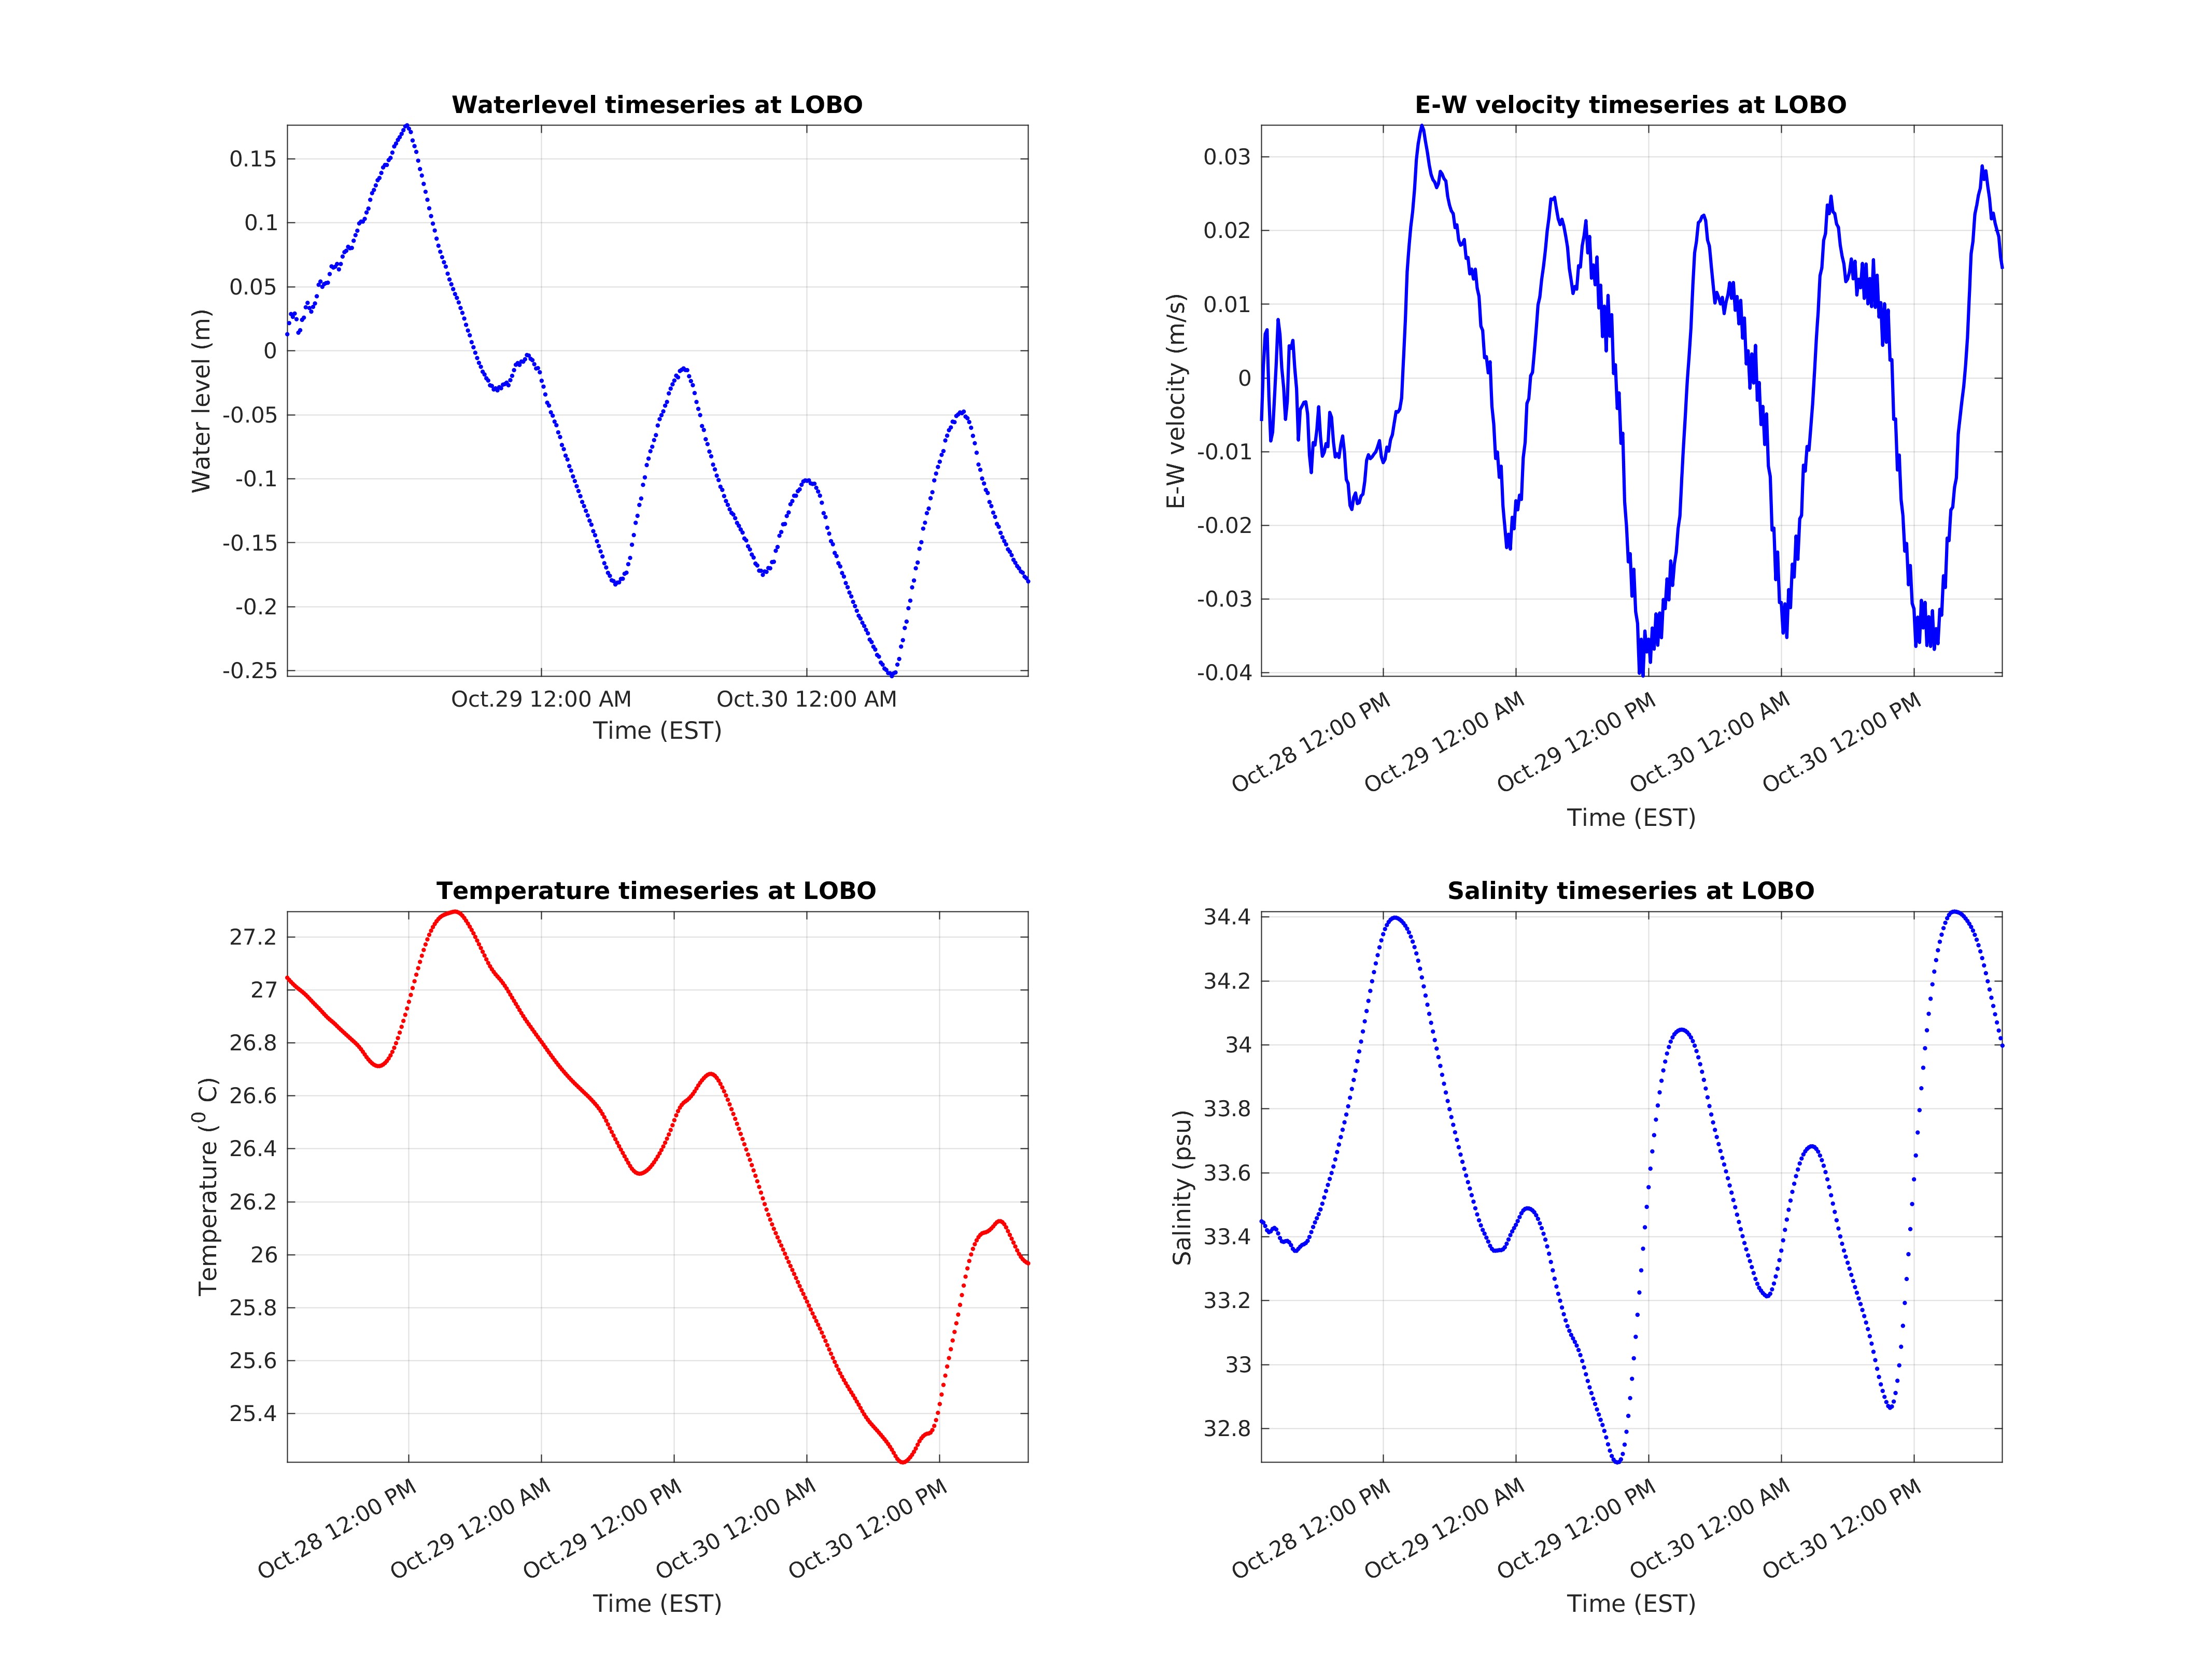 Waterlevel timeseries at LOBO
0.15
0.1
0.05
0
-0.05
-0.1
-0.15
-0.2
-0.25
Water level (m)
Oct.29 12:00 AM
Oct.30 12:00 AM
Time (EST)
E-W velocity timeseries at LOBO
0.03
0.02
0.01
0
-0.01
-0.02
-0.03
-0.04
E-W velocity (m/s)
Oct.28 12:00 PM
Oct.29 12:00 AM
Oct.29 12:00 PM
Oct.30 12:00 AM
Oct.30 12:00 PM
Time (EST)
Temperature timeseries at LOBO
27.2
27
26.8
26.6
26.4
26.2
26
25.8
25.6
25.4
Temperature (⁰ C)
Oct.28 12:00 PM
Oct.29 12:00 AM
Oct.29 12:00 PM
Oct.30 12:00 AM
Oct.30 12:00 PM
Time (EST)
Salinity timeseries at LOBO
34.4
34.2
34
33.8
33.6
33.4
33.2
33
32.8
Salinity (psu)
Oct.28 12:00 PM
Oct.29 12:00 AM
Oct.29 12:00 PM
Oct.30 12:00 AM
Oct.30 12:00 PM
Time (EST)